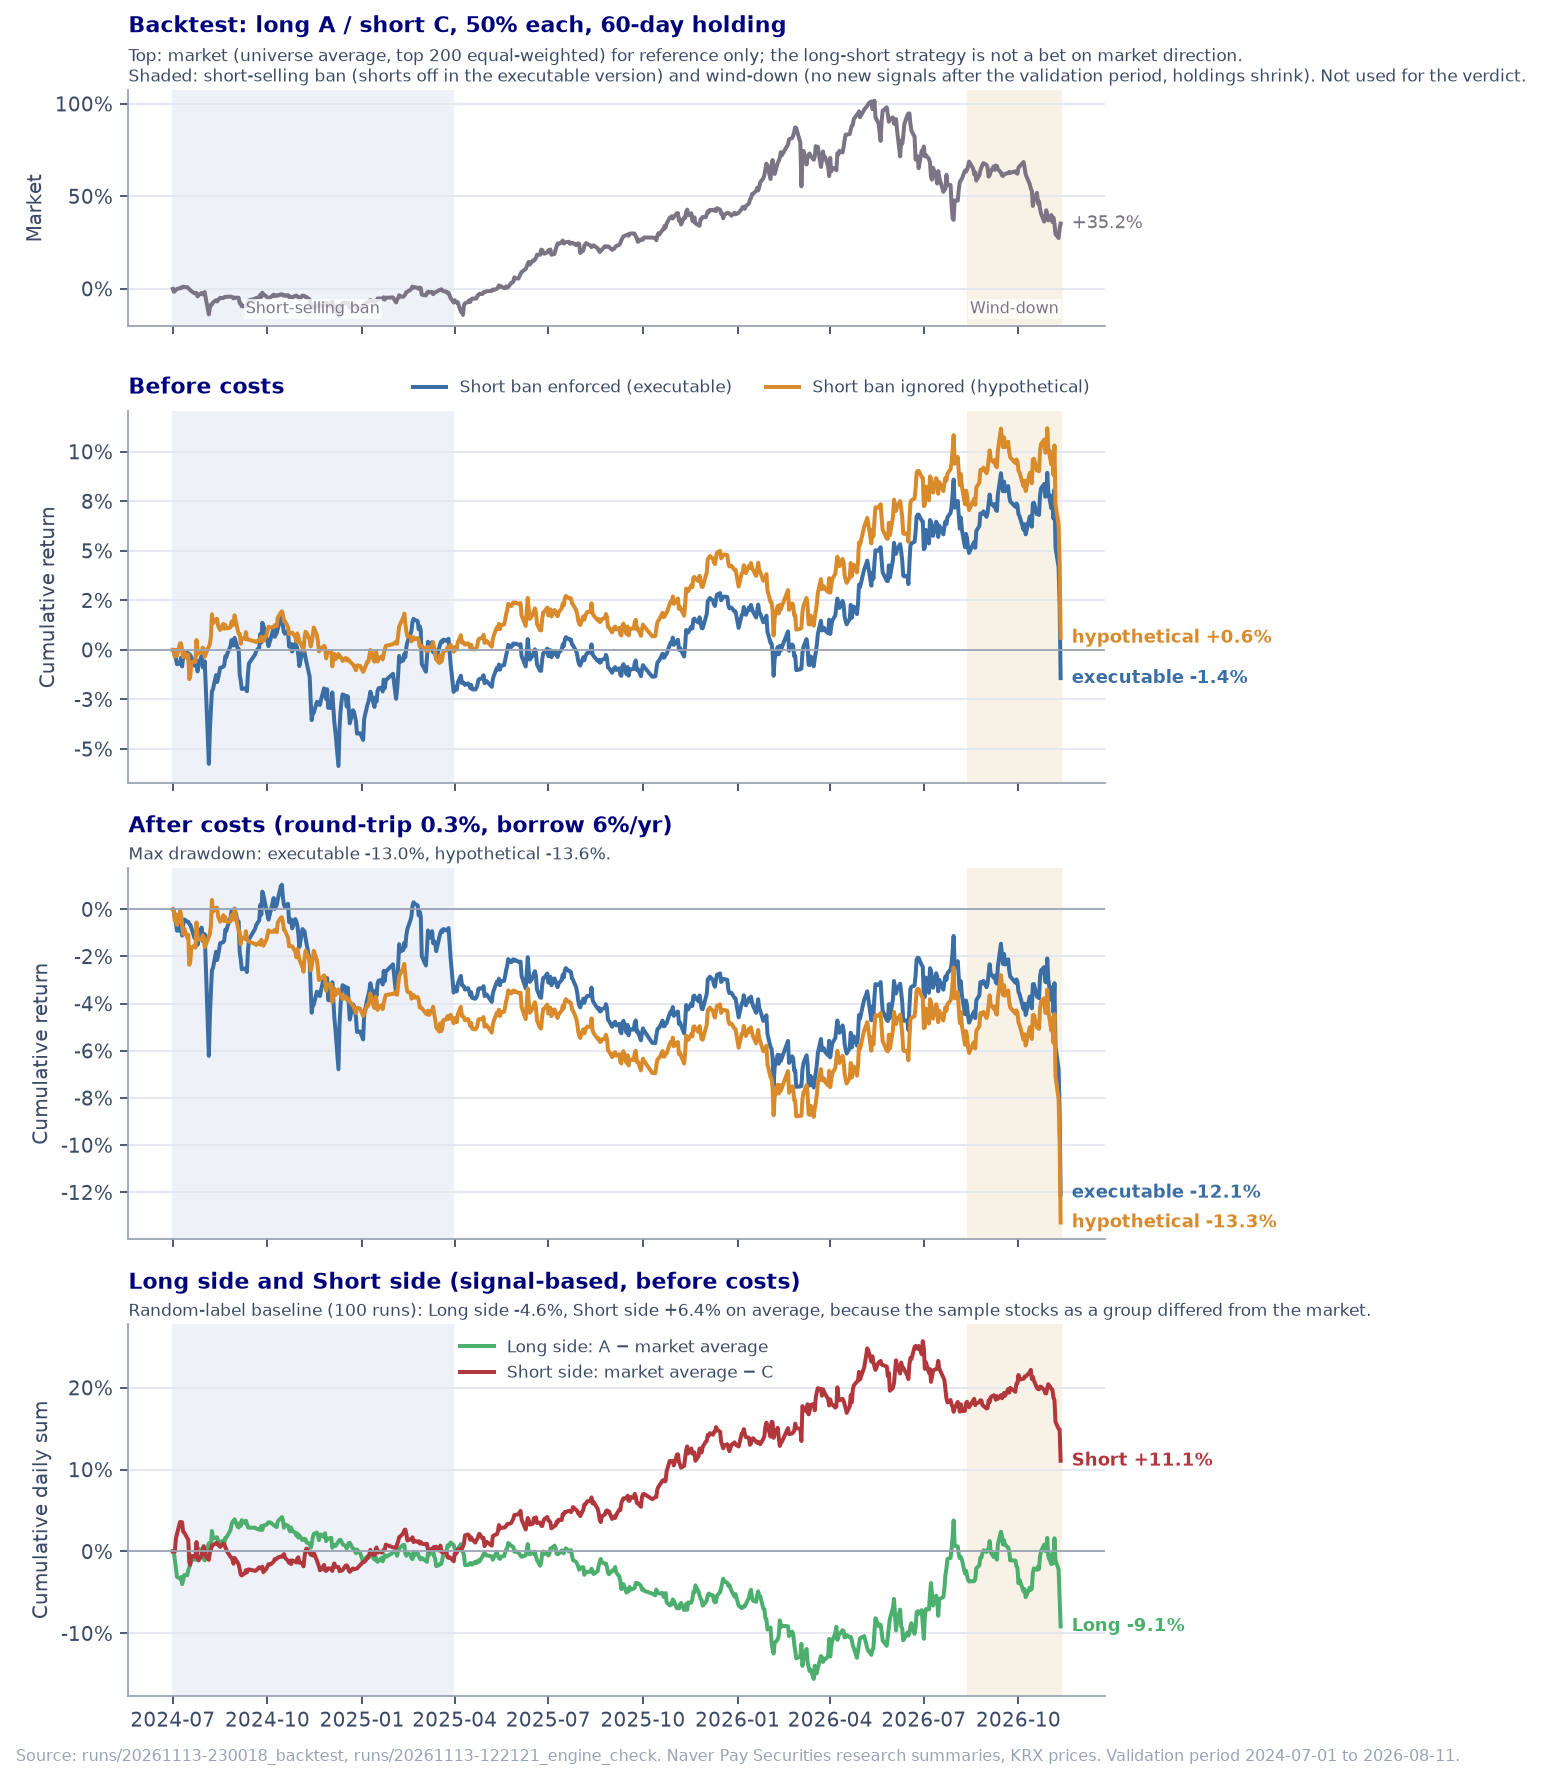 Backtest: long A / short C, 50% each, 60-day holding
Top: market (universe average, top 200 equal-weighted) for reference only; the long-short strategy is not a bet on market direction.
Shaded: short-selling ban (shorts off in the executable version) and wind-down (no new signals after the validation period, holdings shrink). Not used for the verdict.
100%
50%
0%
Market
+35.2%
Short-selling ban
Wind-down
Before costs
Short ban enforced (executable)
Short ban ignored (hypothetical)
10%
8%
5%
2%
0%
-3%
-5%
Cumulative return
hypothetical +0.6%
executable -1.4%
After costs (round-trip 0.3%, borrow 6%/yr)
Max drawdown: executable -13.0%, hypothetical -13.6%.
0%
-2%
-4%
-6%
-8%
-10%
-12%
Cumulative return
executable -12.1%
hypothetical -13.3%
Long side and Short side (signal-based, before costs)
Random-label baseline (100 runs): Long side -4.6%, Short side +6.4% on average, because the sample stocks as a group differed from the market.
Long side: A − market average
Short side: market average − C
20%
10%
0%
-10%
Cumulative daily sum
Short +11.1%
Long -9.1%
2024-07 2024-10 2025-01 2025-04 2025-07 2025-10 2026-01 2026-04 2026-07 2026-10
Source: runs/20261113-230018_backtest, runs/20261113-122121_engine_check. Naver Pay Securities research summaries, KRX prices. Validation period 2024-07-01 to 2026-08-11.